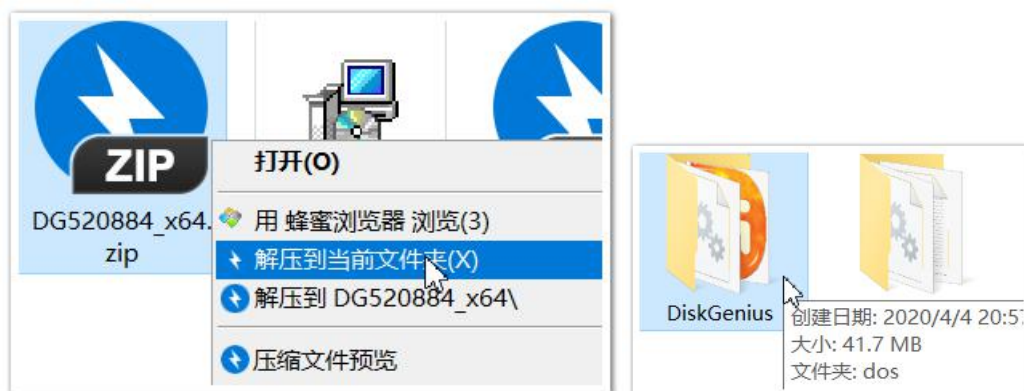 ZIP
DG520884_x64.
zip
打开(O)
用 蜂蜜浏览器 浏览(3)
解压到当前文件夹(X)
解压到 DG520884_x64\
压缩文件预览
DiskGenius
创建日期: 2020/4/4 20:57
大小: 41.7 MB
文件夹: dos